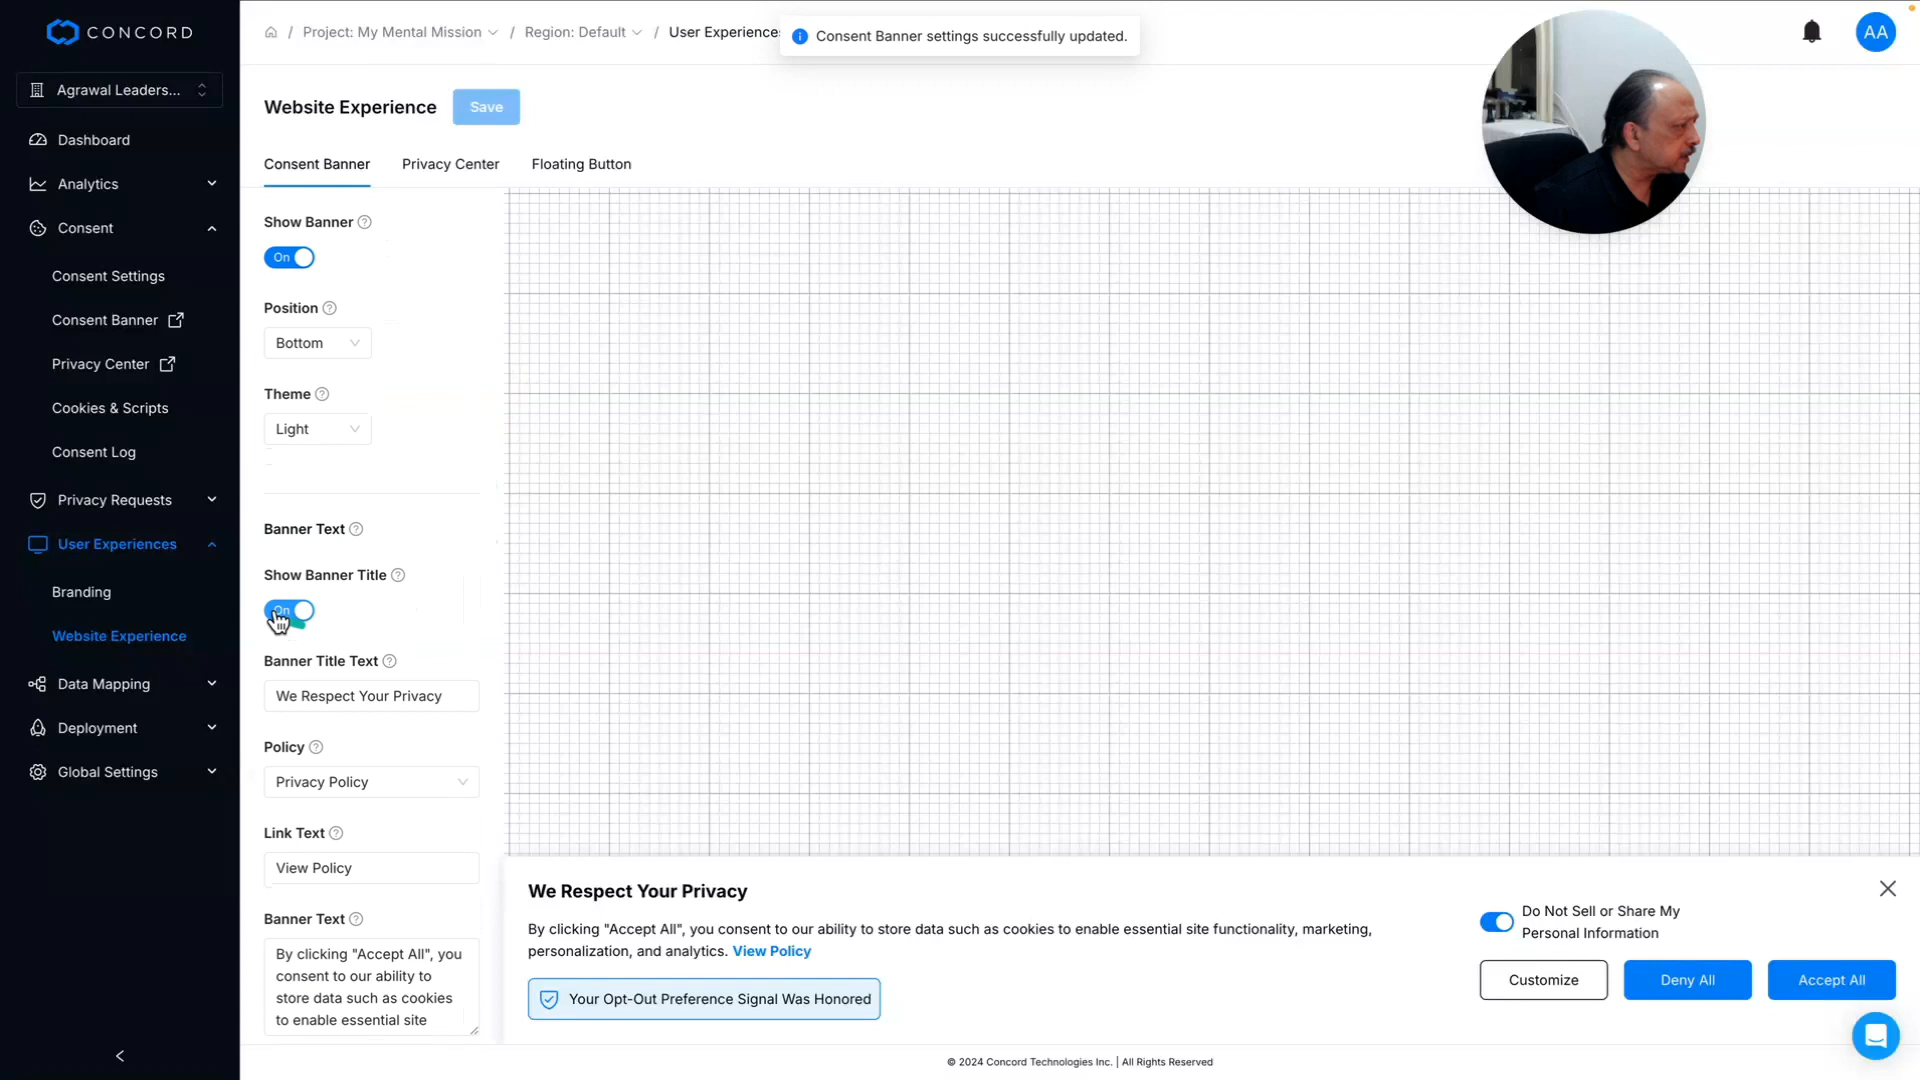 CONCORD
Agrawal Leaders...
Dashboard
Analytics
Consent
Consent Settings
Consent Banner
Privacy Center
Cookies & Scripts
Consent Log
Privacy Requests
User Experiences
Branding
Website Experience
Data Mapping
Deployment
Global Settings
/ Project: My Mental Mission / Region: Default / User Experiences
Consent Banner settings successfully updated.
AA
Website Experience
Save
Consent Banner
Privacy Center
Floating Button
Show Banner
On
Position
Bottom
Theme
Light
Banner Text
Show Banner Title
On
Banner Title Text
We Respect Your Privacy
Policy
Privacy Policy
Link Text
View Policy
Banner Text
By clicking "Accept All", you
consent to our ability to
store data such as cookies
to enable essential site
We Respect Your Privacy
By clicking "Accept All", you consent to our ability to store data such as cookies to enable essential site functionality, marketing,
personalization, and analytics. View Policy
Your Opt-Out Preference Signal Was Honored
Do Not Sell or Share My
Personal Information
Customize
Deny All
Accept All
© 2024 Concord Technologies Inc. | All Rights Reserved